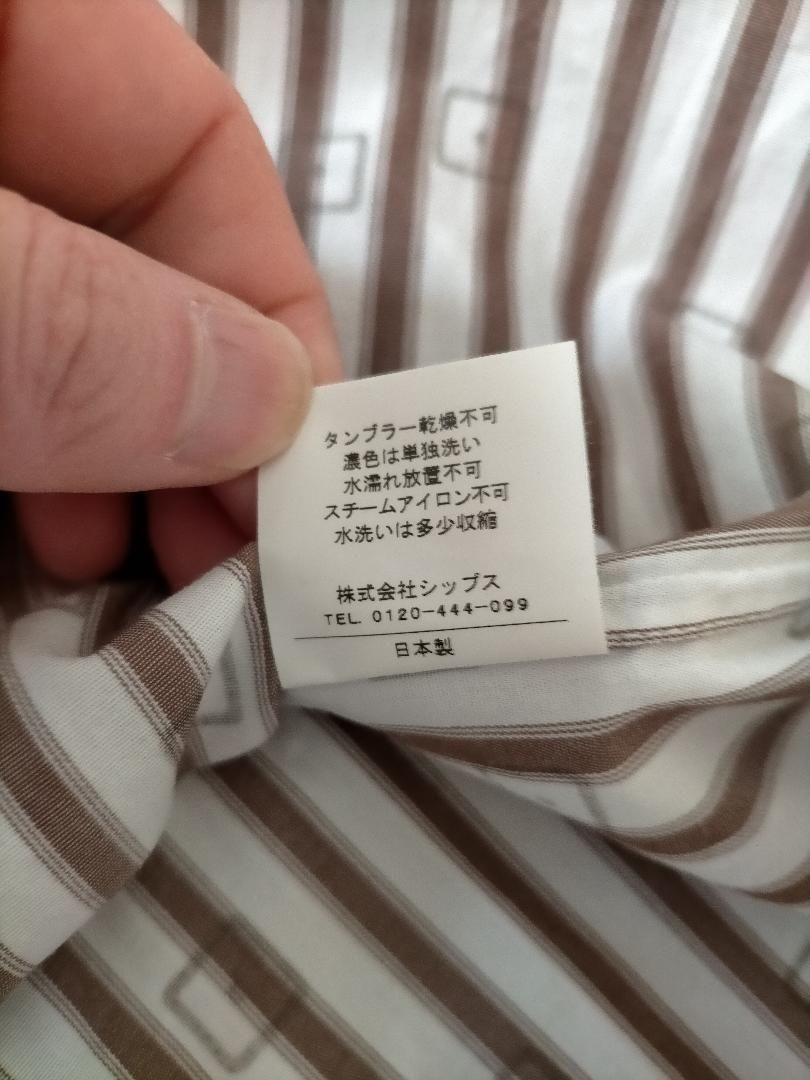 タンブラー乾燥不可
濃色は単独洗い
水濡れ放置不可
スチームアイロン不可
水洗いは多少収縮
株式会社シップス
TEL. 0120-444-099
日本製